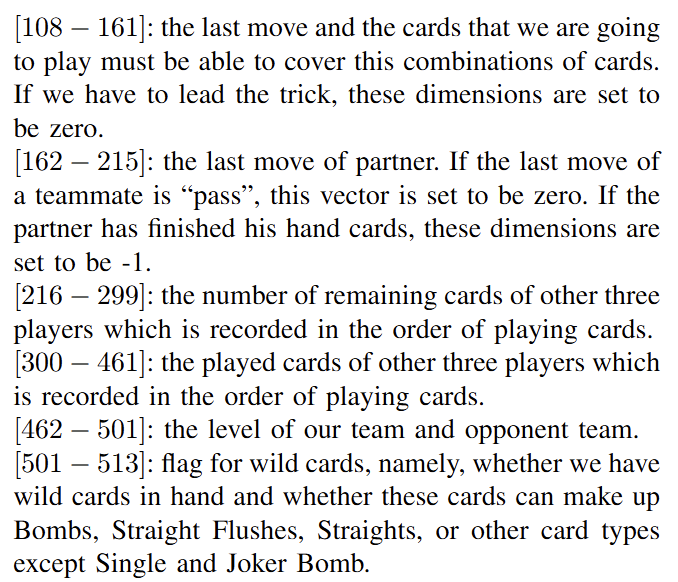 [108 – 161]: the last move and the cards that we are going
to play must be able to cover this combinations of cards.
If we have to lead the trick, these dimensions are set to
be zero.
[162 – 215]: the last move of partner. If the last move of
a teammate is “pass”, this vector is set to be zero. If the
partner has finished his hand cards, these dimensions are
set to be -1.
[216 – 299]: the number of remaining cards of other three
players which is recorded in the order of playing cards.
[300 – 461]: the played cards of other three players which
is recorded in the order of playing cards.
[462 – 501]: the level of our team and opponent team.
[501 – 513]: flag for wild cards, namely, whether we have
wild cards in hand and whether these cards can make up
Bombs, Straight Flushes, Straights, or other card types
except Single and Joker Bomb.